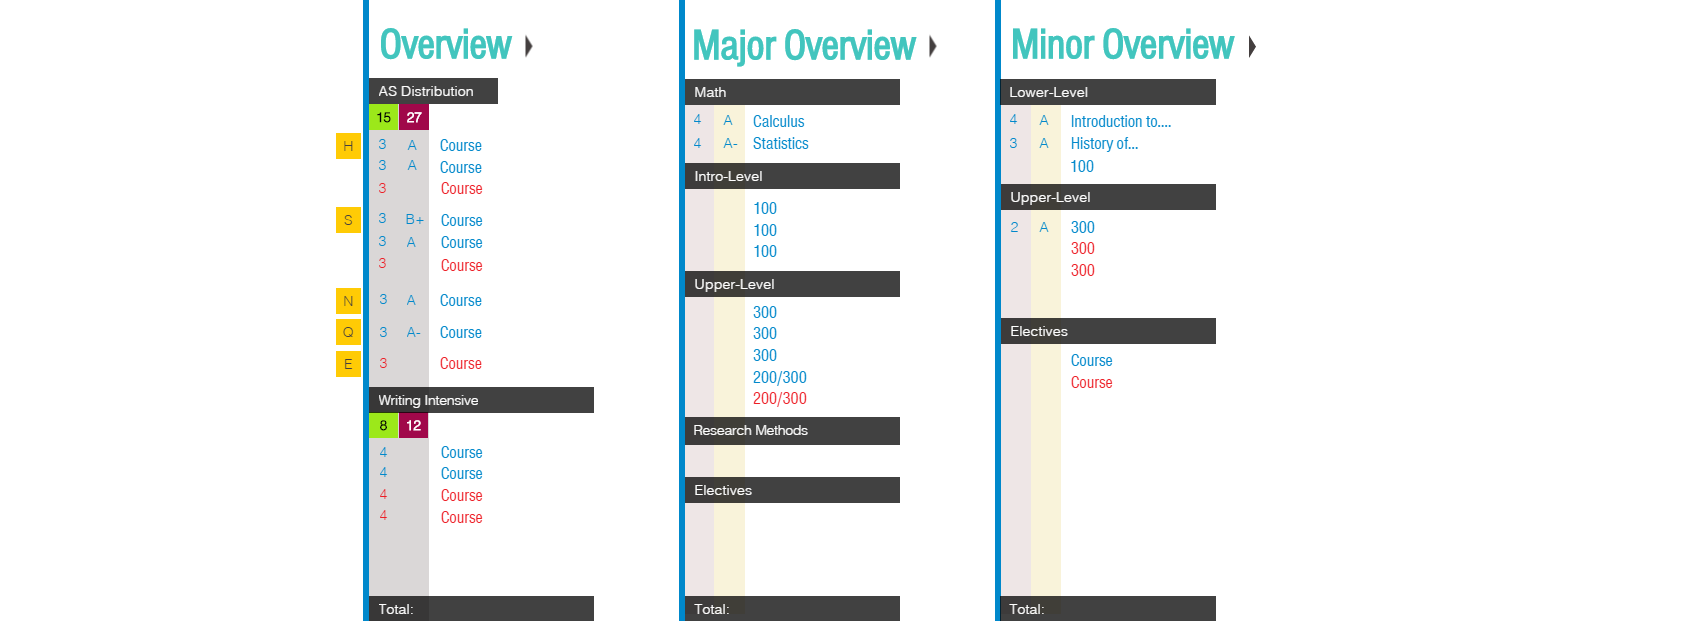 Overview
AS Distribution
15 27
H 3 A Course
3 A Course
3 Course
S 3 B+ Course
3 A Course
3 Course
N 3 A Course
Q 3 A- Course
E 3 Course
Writing Intensive
8 12
4 Course
4 Course
4 Course
4 Course
Total:
Major Overview
Math
4 A Calculus
4 A- Statistics
Intro-Level
100
100
100
Upper-Level
300
300
300
200/300
200/300
Research Methods
Electives
Total:
Minor Overview
Lower-Level
4 A Introduction to....
3 A History of...
100
Upper-Level
2 A 300
300
300
Electives
Course
Course
Total: